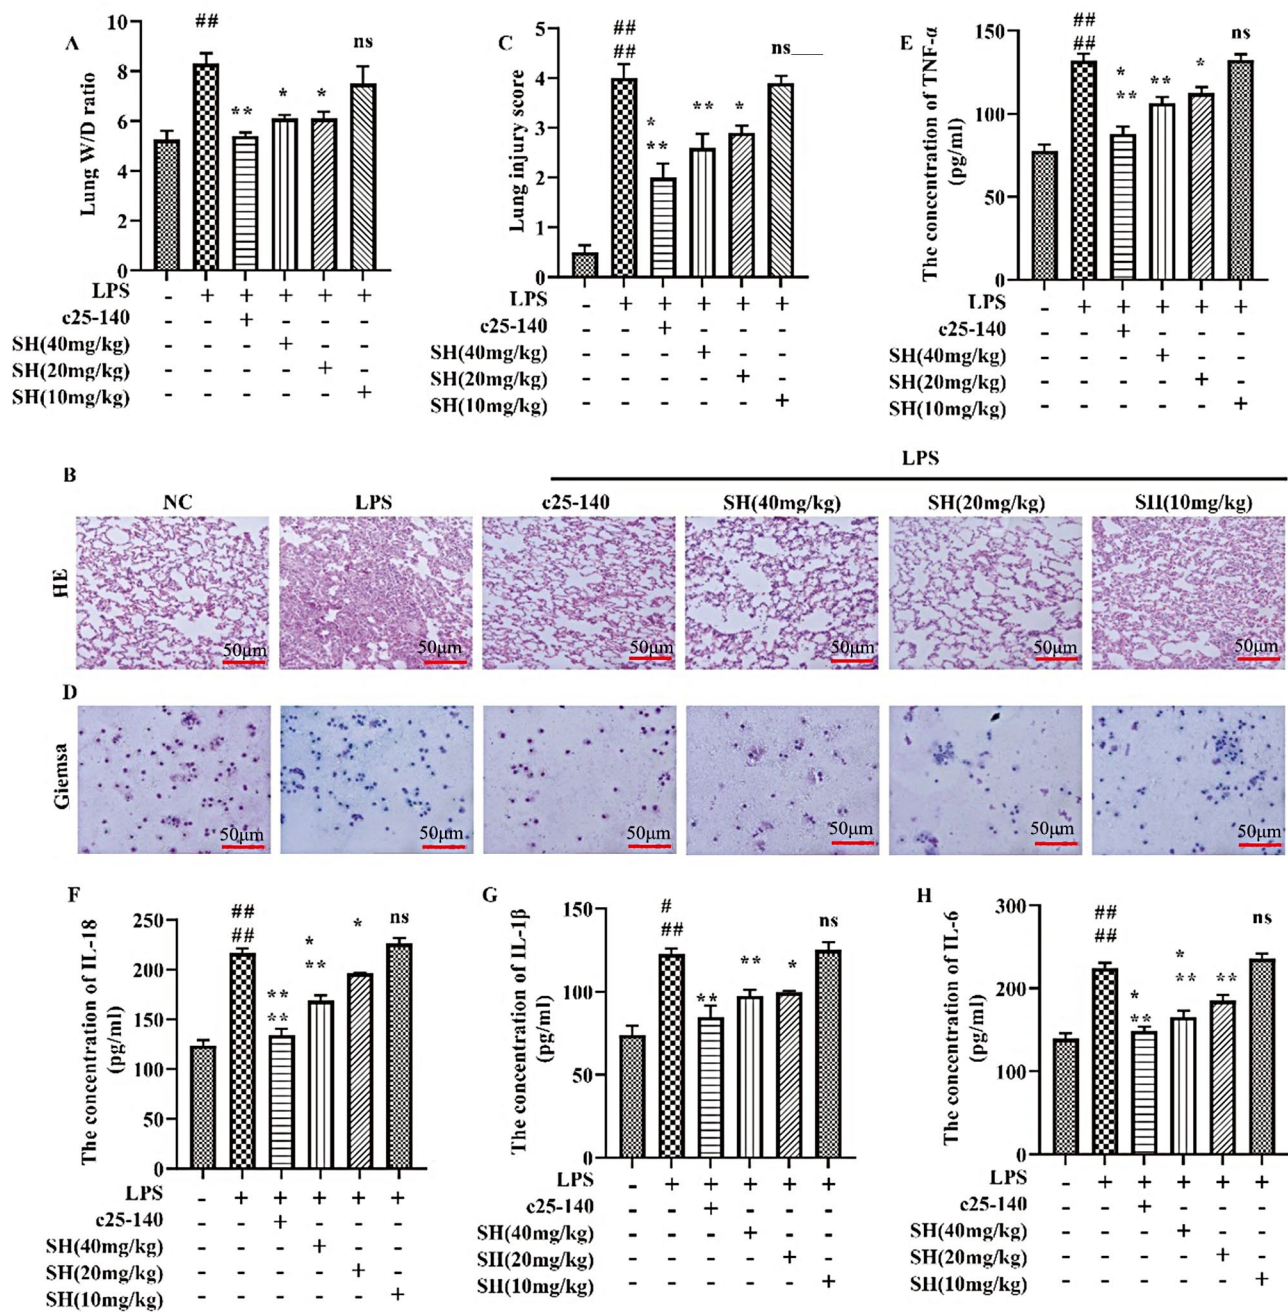 A
Lung W/D ratio
10
8
6
4
2
0
##
**
*
*
ns
LPS - + + + + +
c25-140 - - + - - -
SH(40mg/kg) - - - + - -
SH(20mg/kg) - - - - + -
SH(10mg/kg) - - - - - +
C
Lung injury score
5
4
3
2
1
0
##
##
*
**
**
*
ns
LPS - + + + + +
c25-140 - - + - - -
SH(40mg/kg) - - - + - -
SH(20mg/kg) - - - - + -
SH(10mg/kg) - - - - - +
E
The concentration of TNF-α
(pg/ml)
150
100
50
0
##
##
*
**
**
*
ns
LPS - + + + + +
c25-140 - - + - - -
SH(40mg/kg) - - - + - -
SH(20mg/kg) - - - - + -
SH(10mg/kg) - - - - - +
B
LPS
NC LPS c25-140 SH(40mg/kg) SH(20mg/kg) SH(10mg/kg)
HE
50μm 50μm 50μm 50μm 50μm 50μm
D
Giemsa
50μm 50μm 50μm 50μm 50μm 50μm
F
The concentration of IL-18
(pg/ml)
250
200
150
100
50
0
##
##
**
**
*
**
*
ns
LPS - + + + + +
c25-140 - - + - - -
SH(40mg/kg) - - - + - -
SH(20mg/kg) - - - - + -
SH(10mg/kg) - - - - - +
G
The concentration of IL-1β
(pg/ml)
150
100
50
0
#
##
**
**
*
ns
LPS - + + + + +
c25-140 - - + - - -
SH(40mg/kg) - - - + - -
SH(20mg/kg) - - - - + -
SH(10mg/kg) - - - - - +
H
The concentration of IL-6
(pg/ml)
300
200
100
0
##
##
*
**
*
**
**
ns
LPS - + + + + +
c25-140 - - + - - -
SH(40mg/kg) - - - + - -
SH(20mg/kg) - - - - + -
SH(10mg/kg) - - - - - +